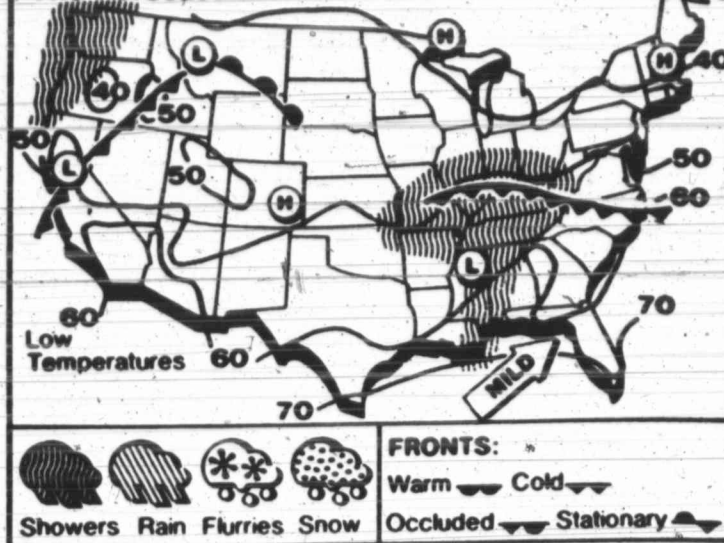 H
L
H
40
40
50
50
50
L
50
60
H
L
60
Low
Temperatures
60
70
MILD
70
FRONTS:
Warm
Cold
Showers
Rain
Flurries
Snow
Occluded
Stationary